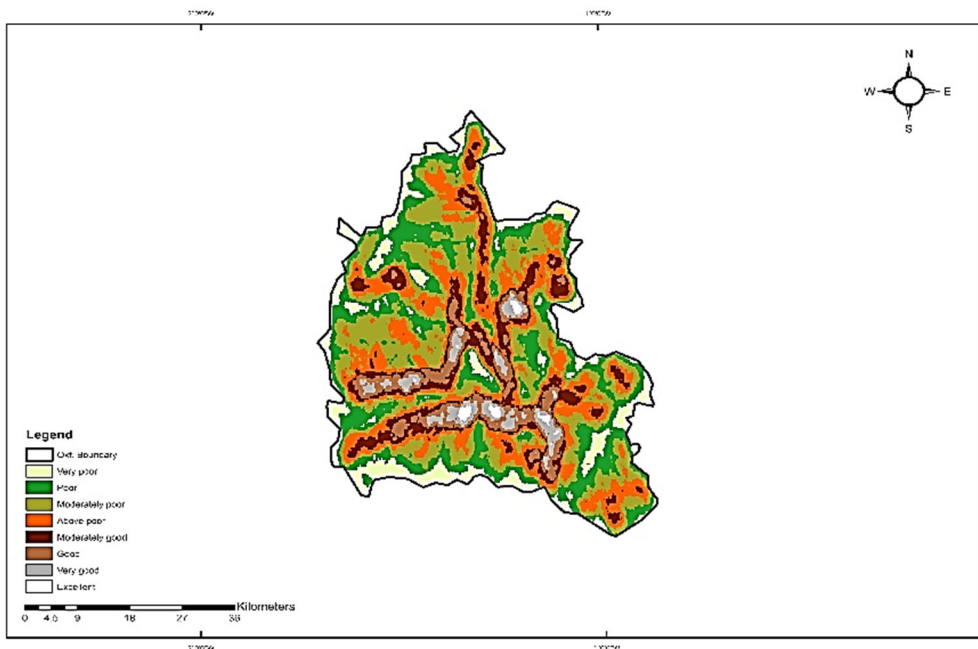 N
W E
S
Legend
Okf. Boundary
Very poor
Poor
Moderately poor
Above poor
Moderately good
Good
Very good
Excellent
Kilometers
0 4.5 9 18 27 36